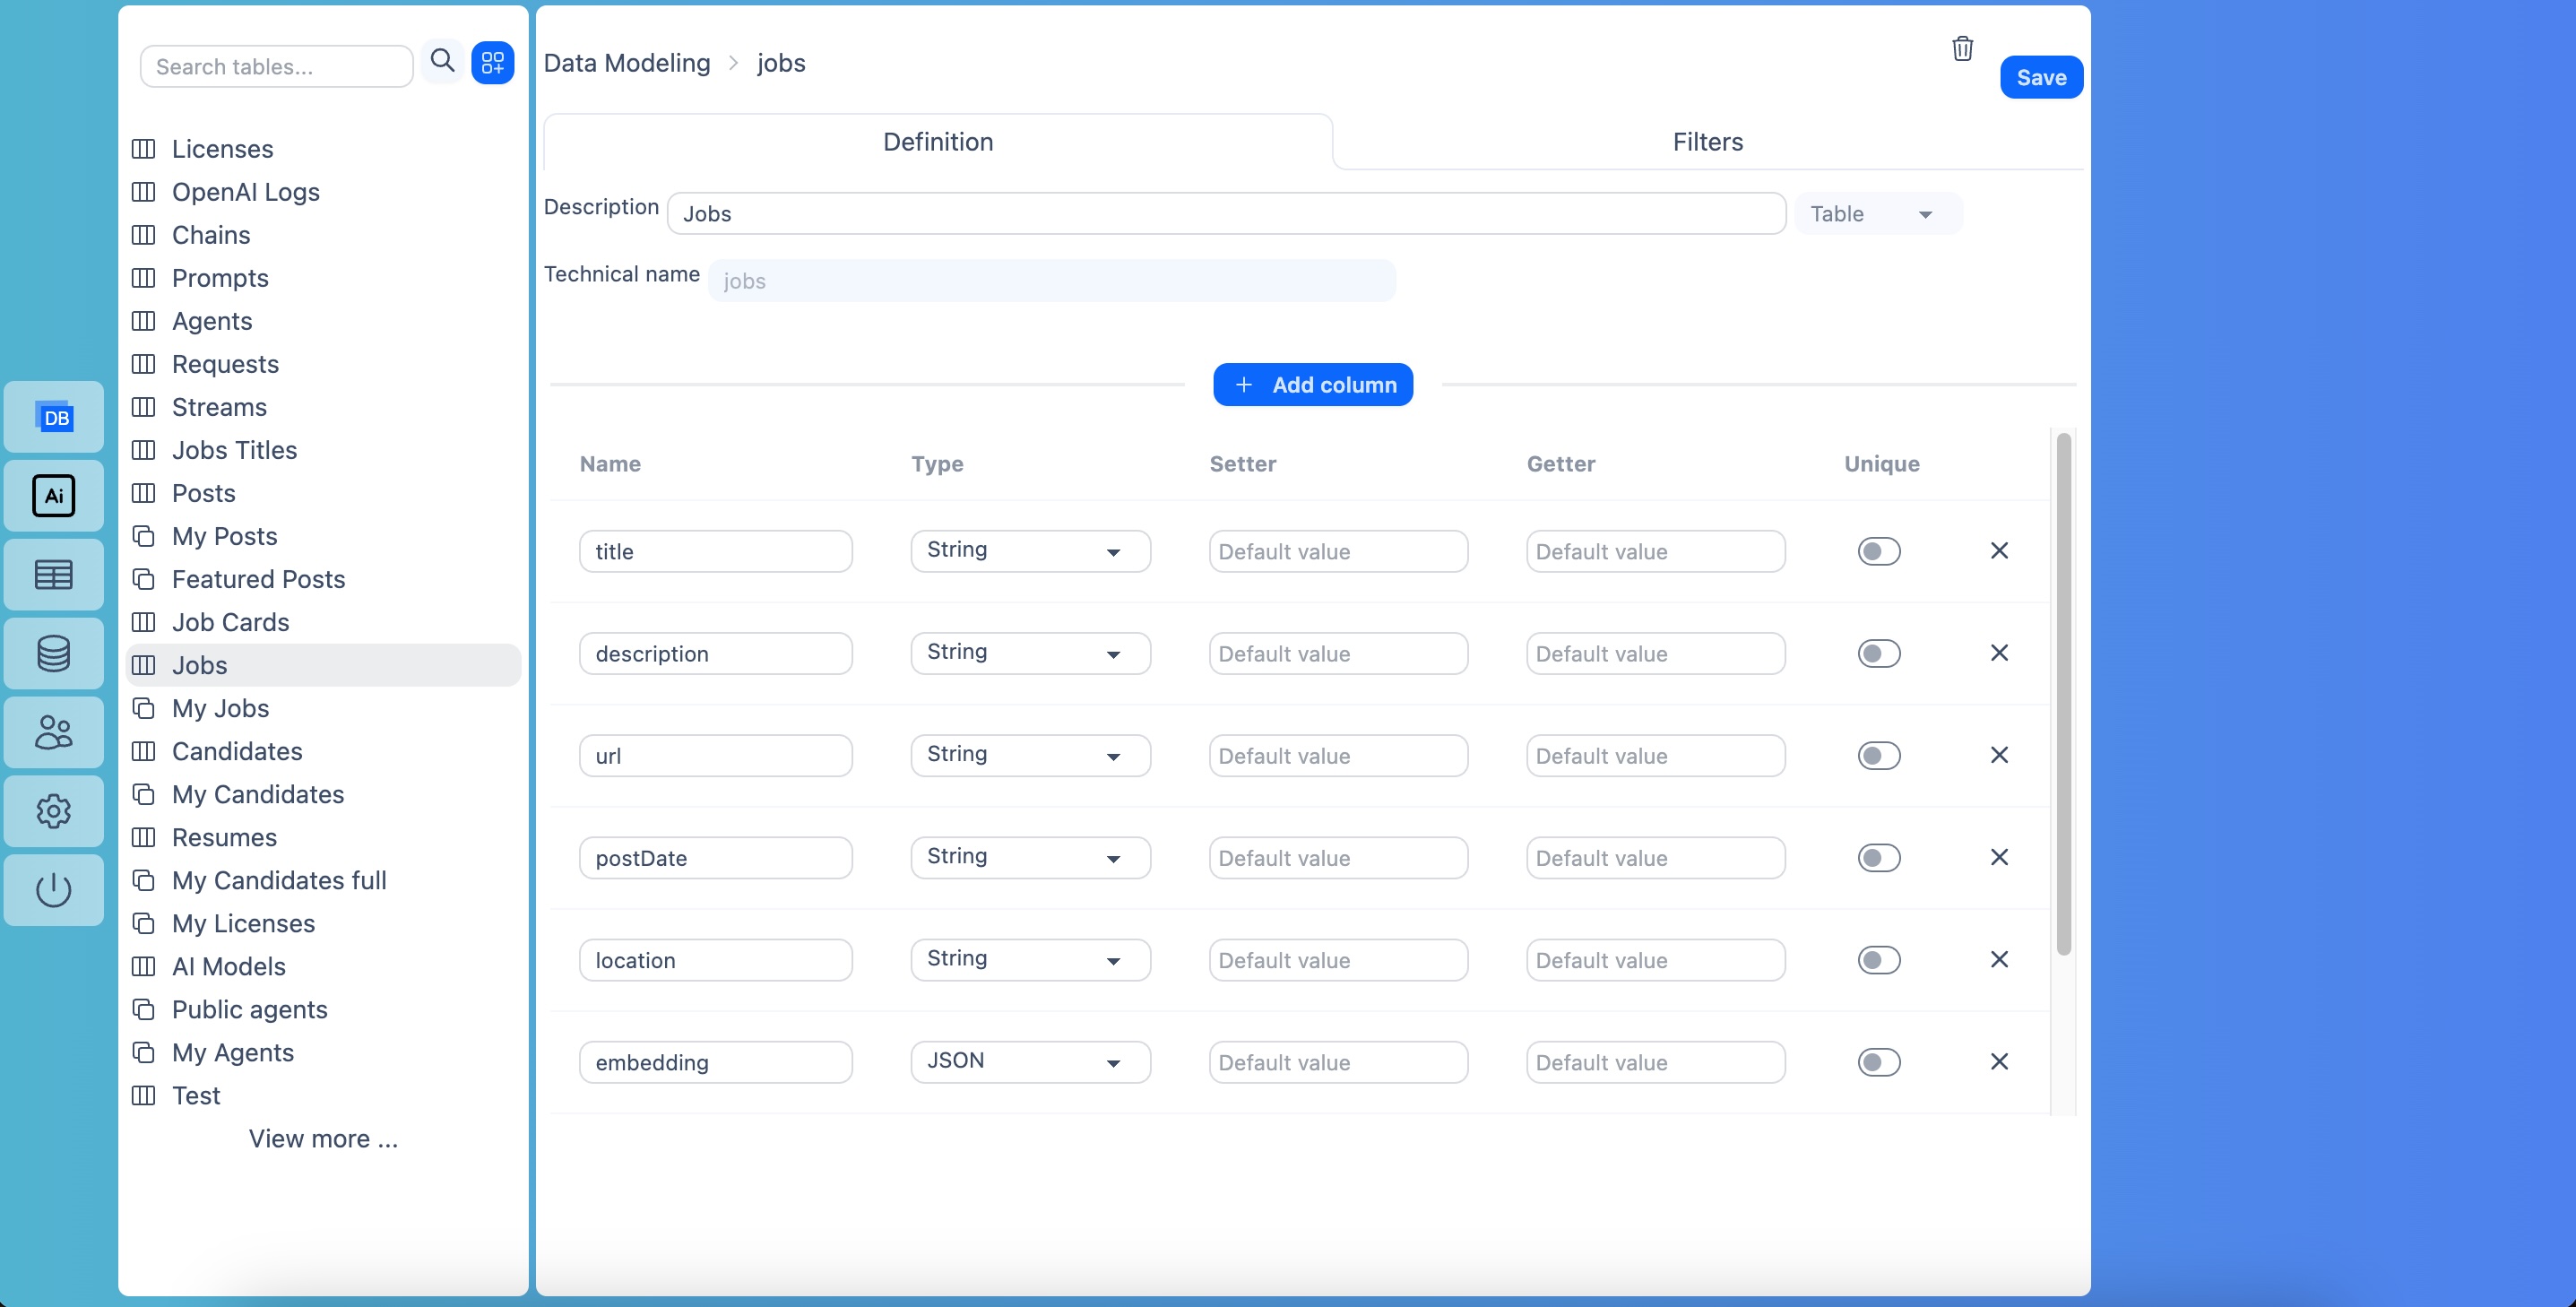 Search tables...
Licenses
OpenAI Logs
Chains
Prompts
Agents
Requests
Streams
Jobs Titles
Posts
My Posts
Featured Posts
Job Cards
Jobs
My Jobs
Candidates
My Candidates
Resumes
My Candidates full
My Licenses
AI Models
Public agents
My Agents
Test
View more ...
DB
Ai
Data Modeling > jobs
Save
Definition Filters
Description Jobs Table
Technical name jobs
+ Add column
Name Type Setter Getter Unique
title String Default value Default value
description String Default value Default value
url String Default value Default value
postDate String Default value Default value
location String Default value Default value
embedding JSON Default value Default value